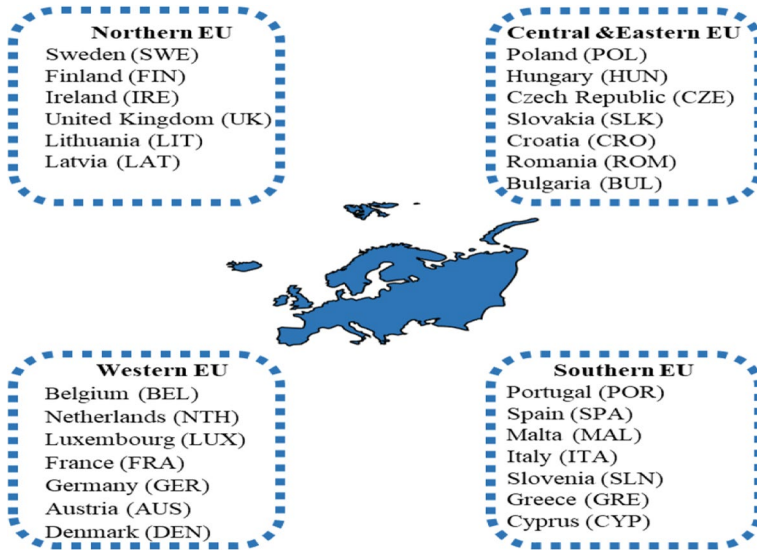 Northern EU
Sweden (SWE)
Finland (FIN)
Ireland (IRE)
United Kingdom (UK)
Lithuania (LIT)
Latvia (LAT)
Central &Eastern EU
Poland (POL)
Hungary (HUN)
Czech Republic (CZE)
Slovakia (SLK)
Croatia (CRO)
Romania (ROM)
Bulgaria (BUL)
Western EU
Belgium (BEL)
Netherlands (NTH)
Luxembourg (LUX)
France (FRA)
Germany (GER)
Austria (AUS)
Denmark (DEN)
Southern EU
Portugal (POR)
Spain (SPA)
Malta (MAL)
Italy (ITA)
Slovenia (SLN)
Greece (GRE)
Cyprus (CYP)